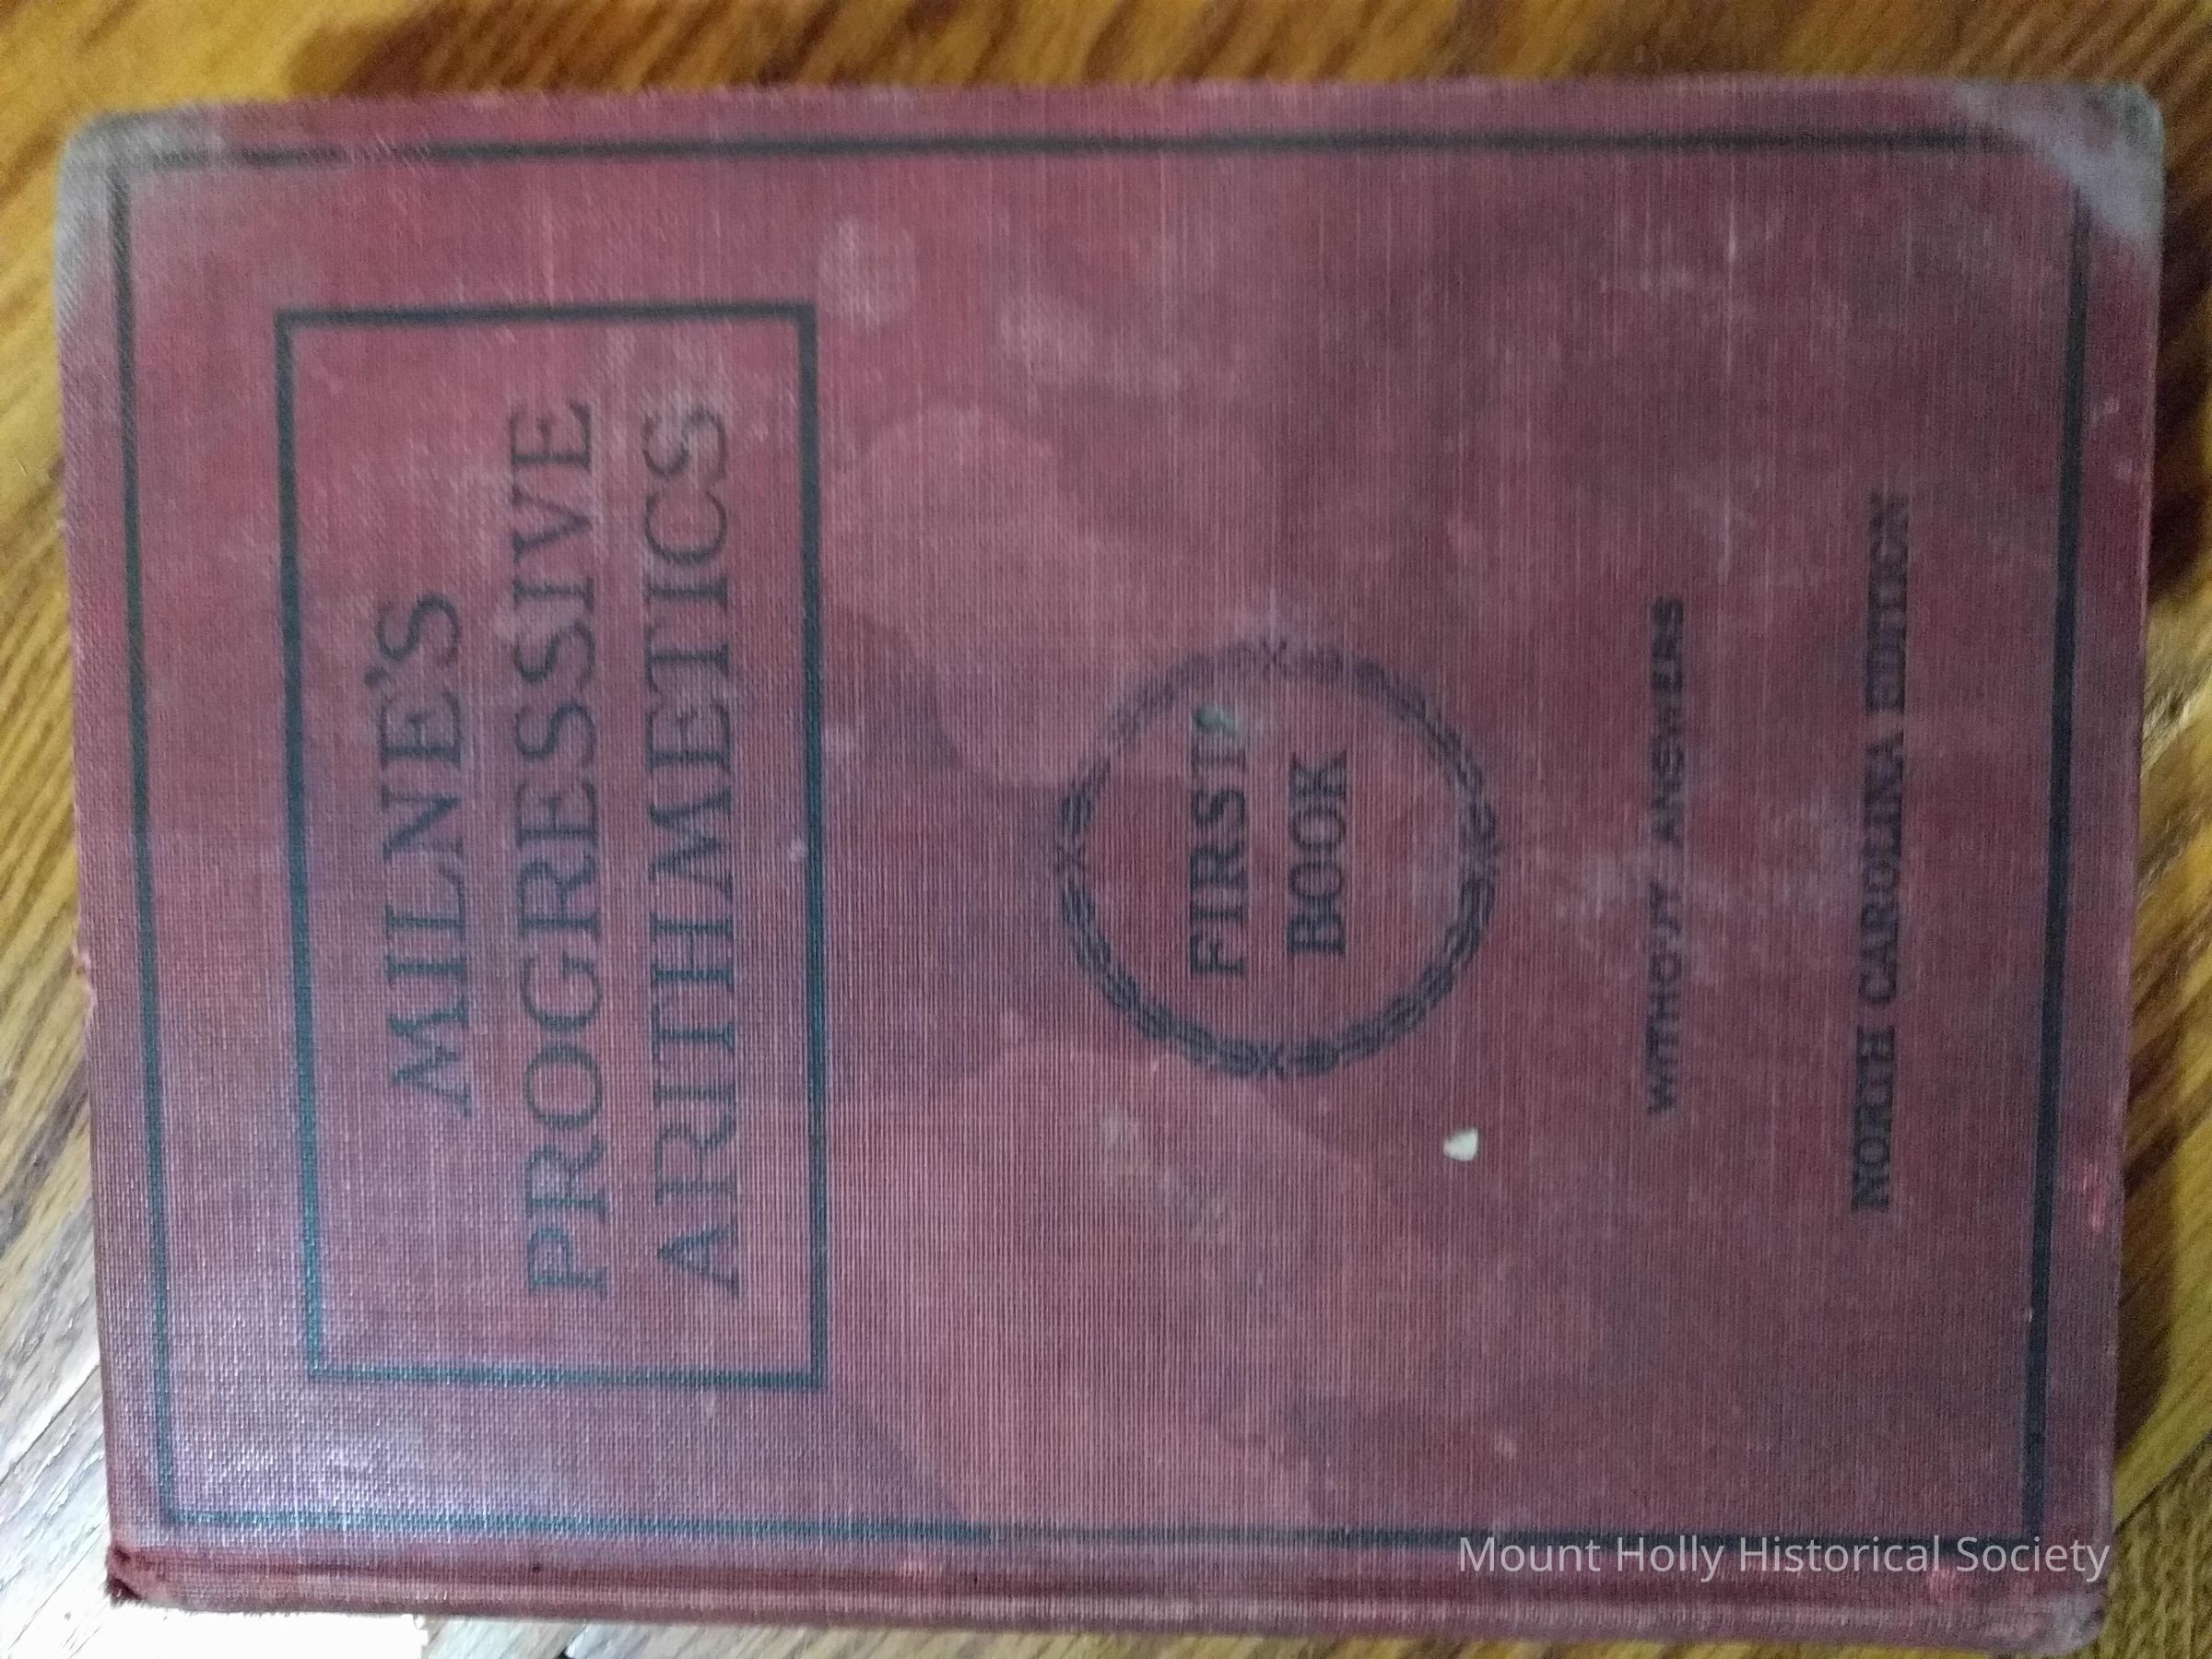 MILNE'S
PROGRESSIVE
ARITHMETICS
FIRST
BOOK
WITHOUT ANSWERS
NORTH CAROLINA EDITION
Mount Holly Historical Society